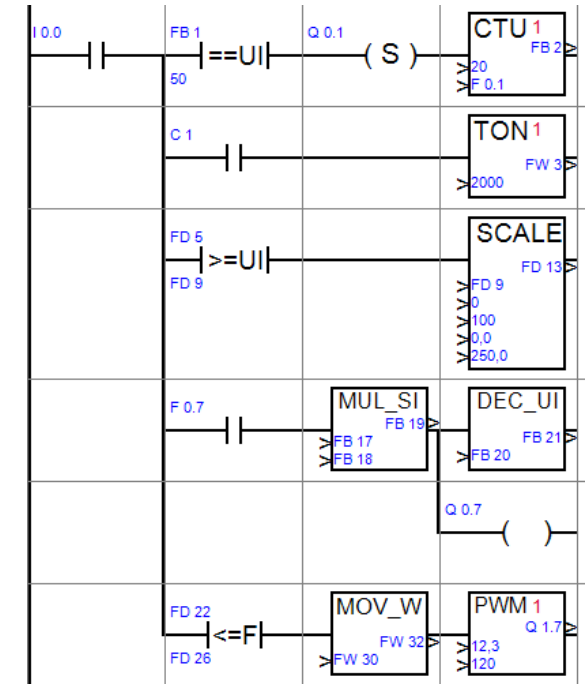 I 0.0 FB 1 Q 0.1 CTU 1
==UI ( S ) FB 2
50 20
F 0.1
C 1 TON 1
FW 3
2000
FD 5 SCALE
>=UI FD 13
FD 9 FD 9
0
100
0,0
250,0
F 0.7 MUL_SI DEC_UI
FB 19 FB 21
FB 17 FB 20
FB 18
Q 0.7
( )
FD 22 MOV_W PWM 1
<=F FW 32 Q 1.7
FD 26 FW 30 12,3
120